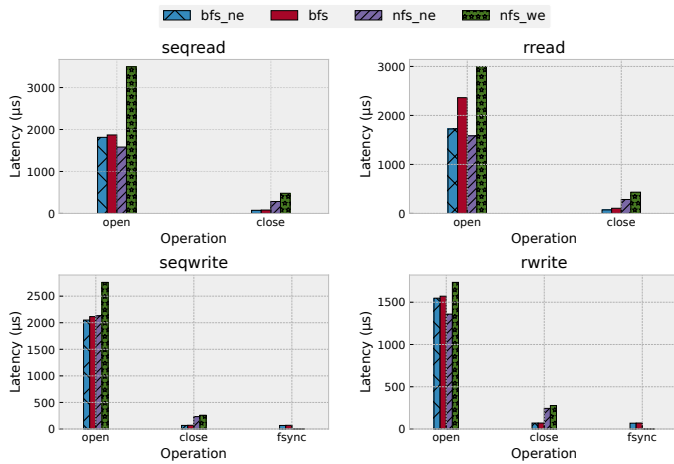 bfs_ne bfs nfs_ne nfs_we
seqread
Latency (µs)
3000
2000
1000
0
open close
Operation
rread
Latency (µs)
3000
2000
1000
0
open close
Operation
seqwrite
Latency (µs)
2500
2000
1500
1000
500
0
open close fsync
Operation
rwrite
Latency (µs)
1500
1000
500
0
open close fsync
Operation